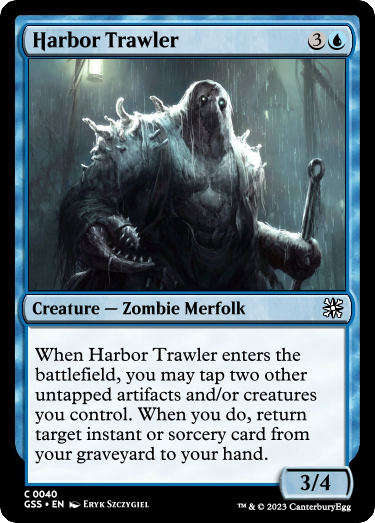 Harbor Trawler 3
Creature — Zombie Merfolk
When Harbor Trawler enters the
battlefield, you may tap two other
untapped artifacts and/or creatures
you control. When you do, return
target instant or sorcery card from
your graveyard to your hand.
3/4
C 0040
GSS • EN Eryk Szczygiel
™ & © 2023 CanterburyEgg